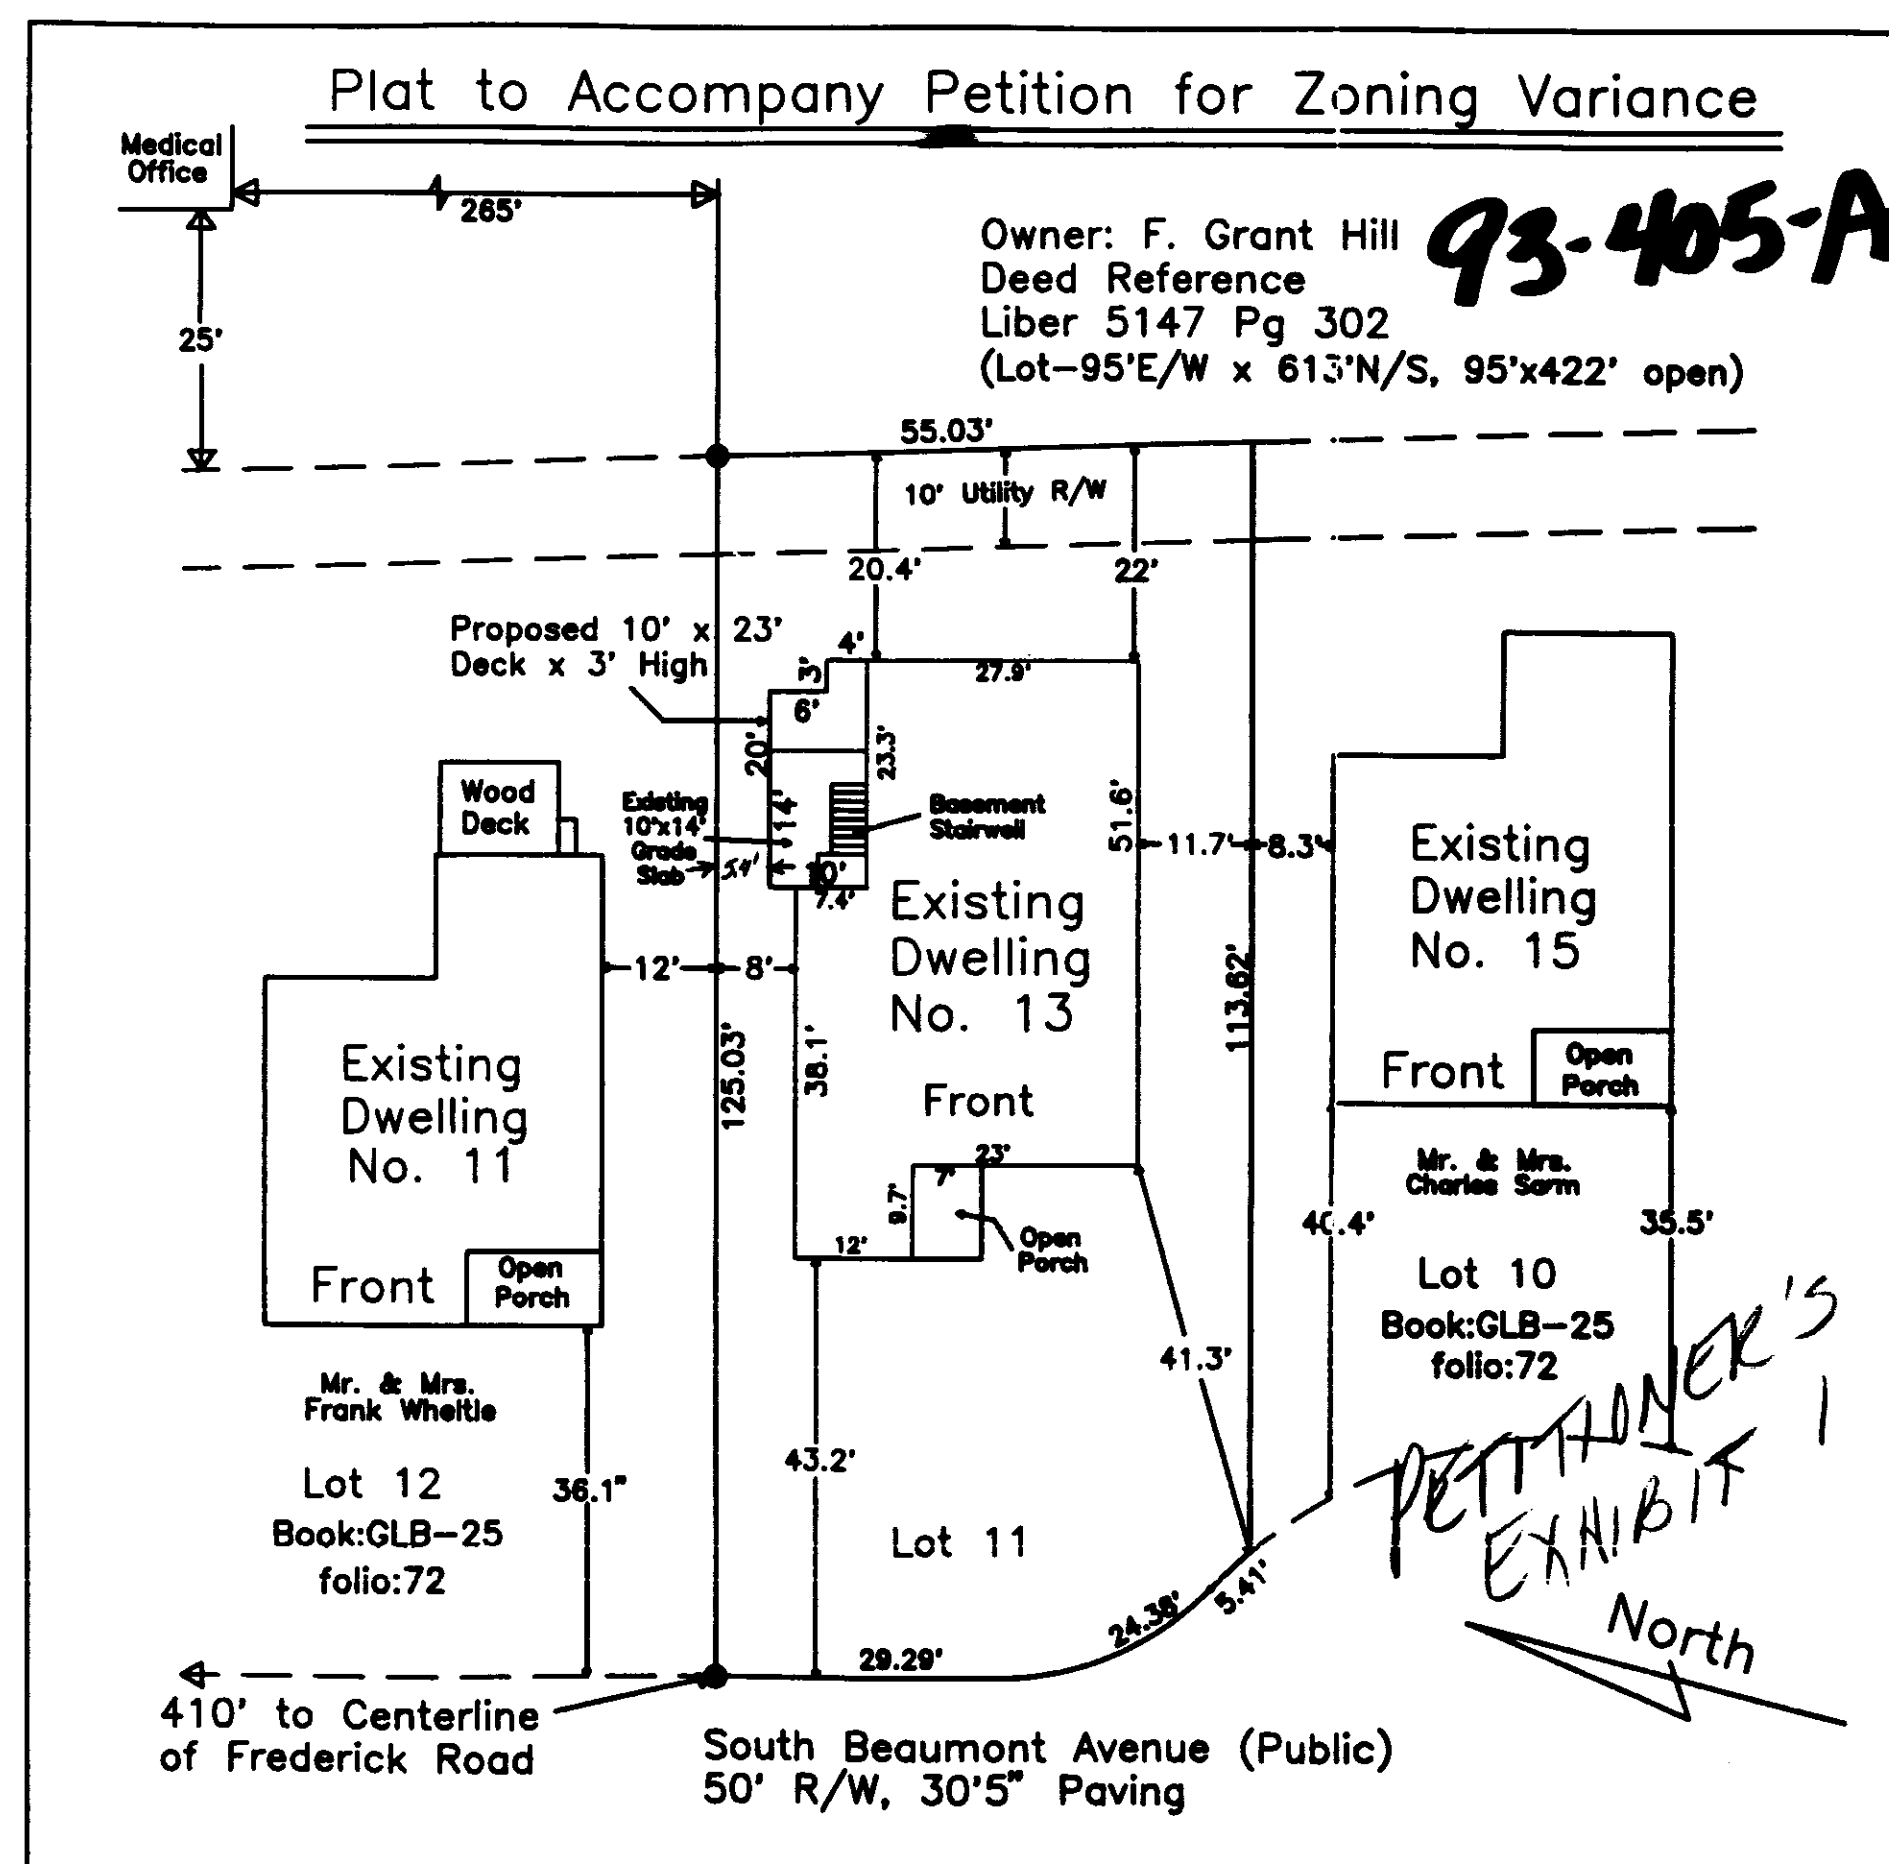 Plat to Accompany Petition for Zoning Variance
Medical
Office
265'
25'
Owner: F. Grant Hill
Deed Reference
Liber 5147 Pg 302
(Lot-95'E/W x 613'N/S, 95'x422' open)
93-405-A
55.03'
10' Utility R/W
20.4'
22'
Proposed 10' x 23'
Deck x 3' High
4'
3'
6'
27.9'
20'
23.3'
Existing
10'x14'
Grade
Slab
5.4'
14'
10'
7.4'
Basement
Stairwell
51.6'
11.7'
8.3'
Wood
Deck
Existing
Dwelling
No. 15
Existing
Dwelling
No. 13
12'
8'
113.62'
125.03'
38.1'
Existing
Dwelling
No. 11
Front
Front
Open
Porch
23'
7'
9.7'
12'
Open
Porch
Mr. & Mrs.
Charles Sarm
40.4'
35.5'
Front
Open
Porch
Lot 10
Book:GLB-25
folio:72
41.3'
Mr. & Mrs.
Frank Wheltle
PETITIONER'S
EXHIBIT 1
43.2'
36.1"
Lot 12
Book:GLB-25
folio:72
Lot 11
5.41'
24.38'
29.29'
North
410' to Centerline
of Frederick Road
South Beaumont Avenue (Public)
50' R/W, 30'5" Paving